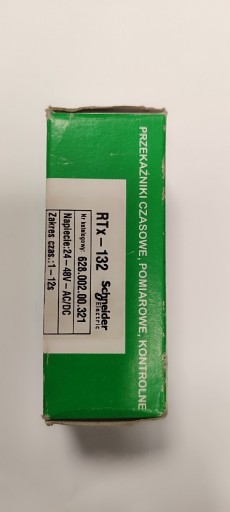 PRZEKAŹNIKI CZASOWE, POMIAROWE, KONTROLNE
RTx-132 Schneider Electric
Nr katalogowy: 628.002.00.321
Napięcie:24-48V-AC/DC
Zakres czas.:1-12s